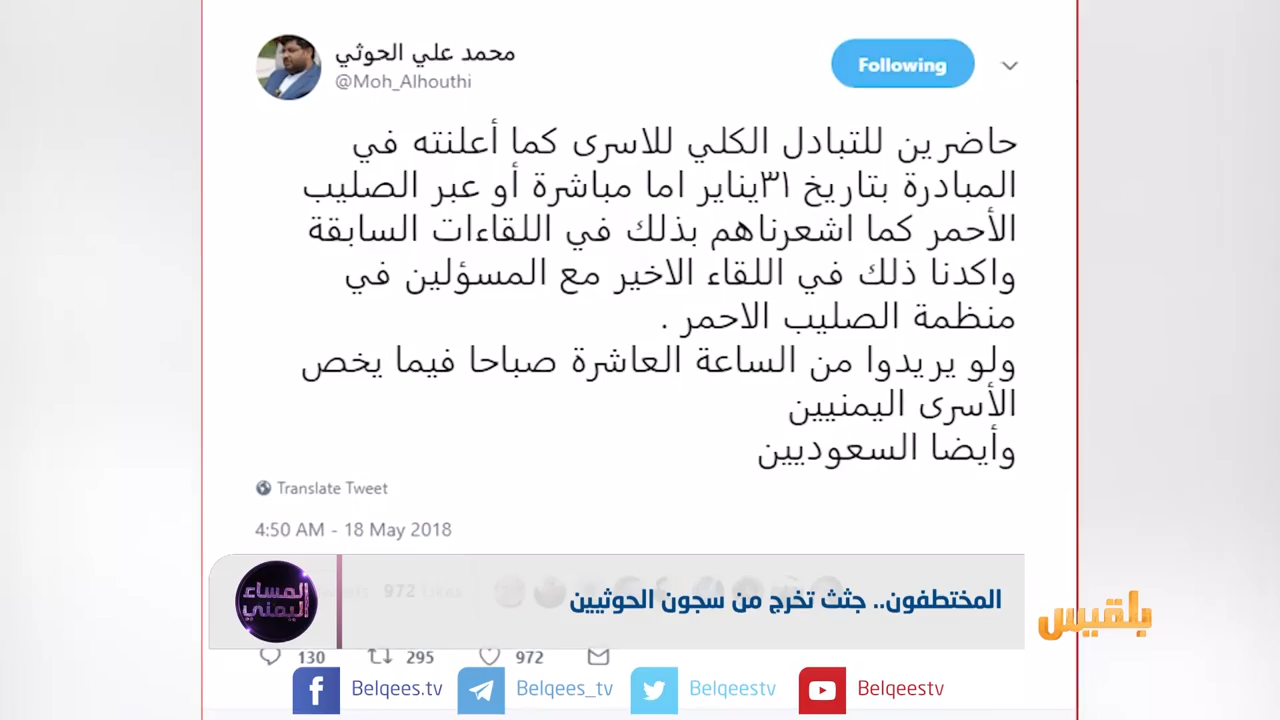 محمد علي الحوثي
@Moh_Alhouthi
Following
حاضرين للتبادل الكلي للاسرى كما أعلنته في
المبادرة بتاريخ ٣١يناير اما مباشرة أو عبر الصليب
الأحمر كما اشعرناهم بذلك في اللقاءات السابقة
واكدنا ذلك في اللقاء الاخير مع المسؤلين في
منظمة الصليب الاحمر .
ولو يريدوا من الساعة العاشرة صباحا فيما يخص
الأسرى اليمنيين
وأيضا السعوديين
Translate Tweet
4:50 AM - 18 May 2018
972 Likes
المساء
اليمني
المختطفون.. جثث تخرج من سجون الحوثيين
بلقيس
130 295 972
Belqees.tv Belqees_tv Belqeestv Belqeestv